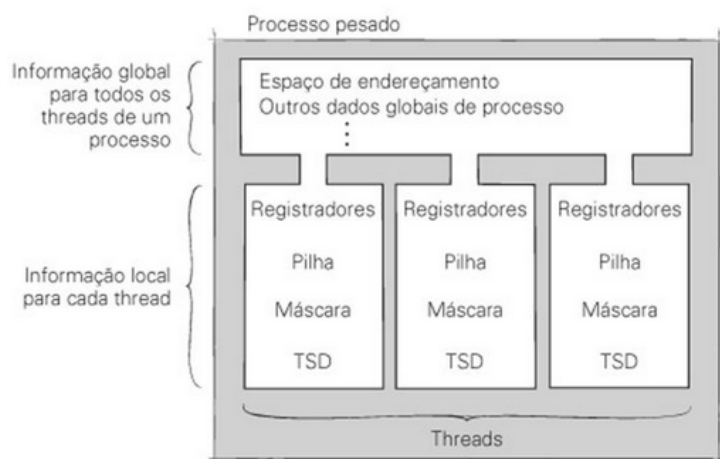 Processo pesado
Informação global
para todos os
threads de um
processo
Espaço de endereçamento
Outros dados globais de processo
Informação local
para cada thread
Registradores
Pilha
Máscara
TSD
Registradores
Pilha
Máscara
TSD
Registradores
Pilha
Máscara
TSD
Threads